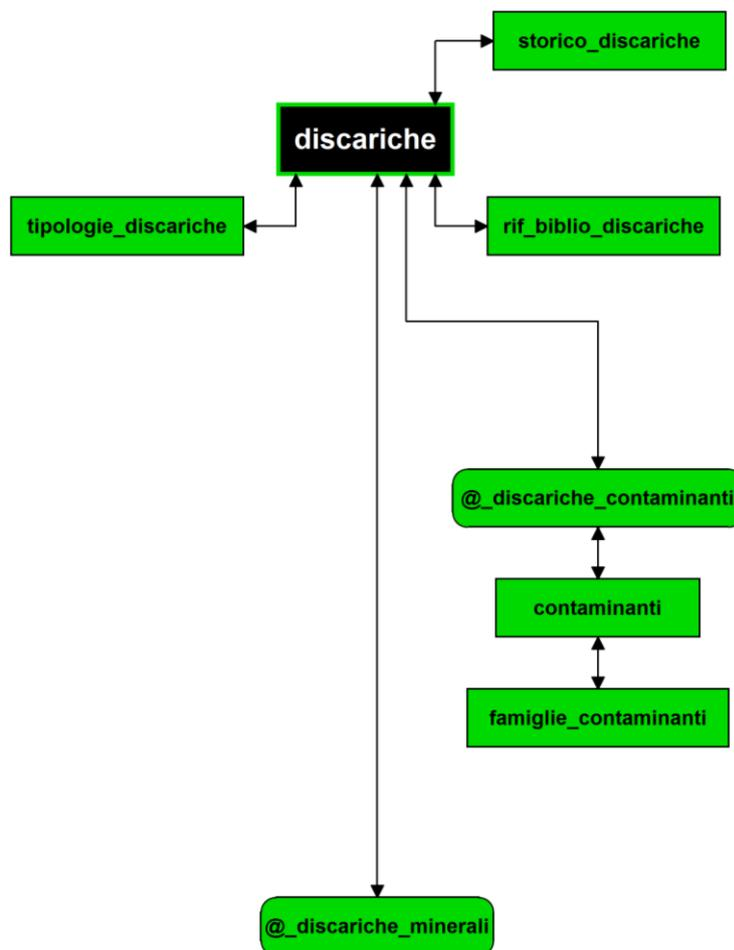 storico_discariche
discariche
tipologie_discariche
rif_biblio_discariche
@_discariche_contaminanti
contaminanti
famiglie_contaminanti
@_discariche_minerali